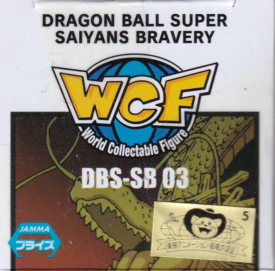 DRAGON BALL SUPER
SAIYANS BRAVERY
WCF
World Collectable Figure
DBS-SB 03
JAMMA
プライズ
5